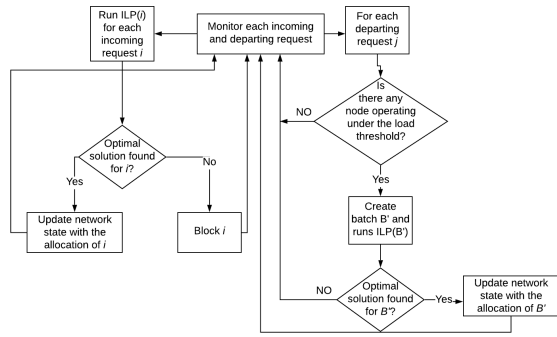 Run ILP(i)
for each
incoming
request i
Monitor each incoming
and departing request
For each
departing
request j
Is
there any
node operating
under the load
threshold?
NO
Yes
Optimal
solution found
for i?
Yes
No
Update network
state with the
allocation of i
Block i
Create
batch B' and
runs ILP(B')
Optimal
solution found
for B'?
NO
Yes
Update network
state with the
allocation of B'